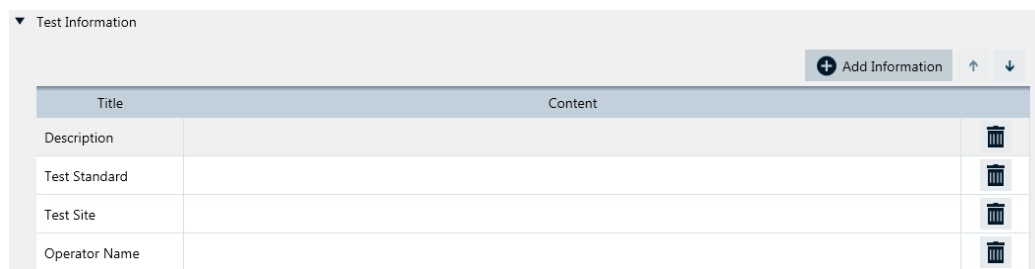 Test Information
Add Information
Title Content
Description
Test Standard
Test Site
Operator Name